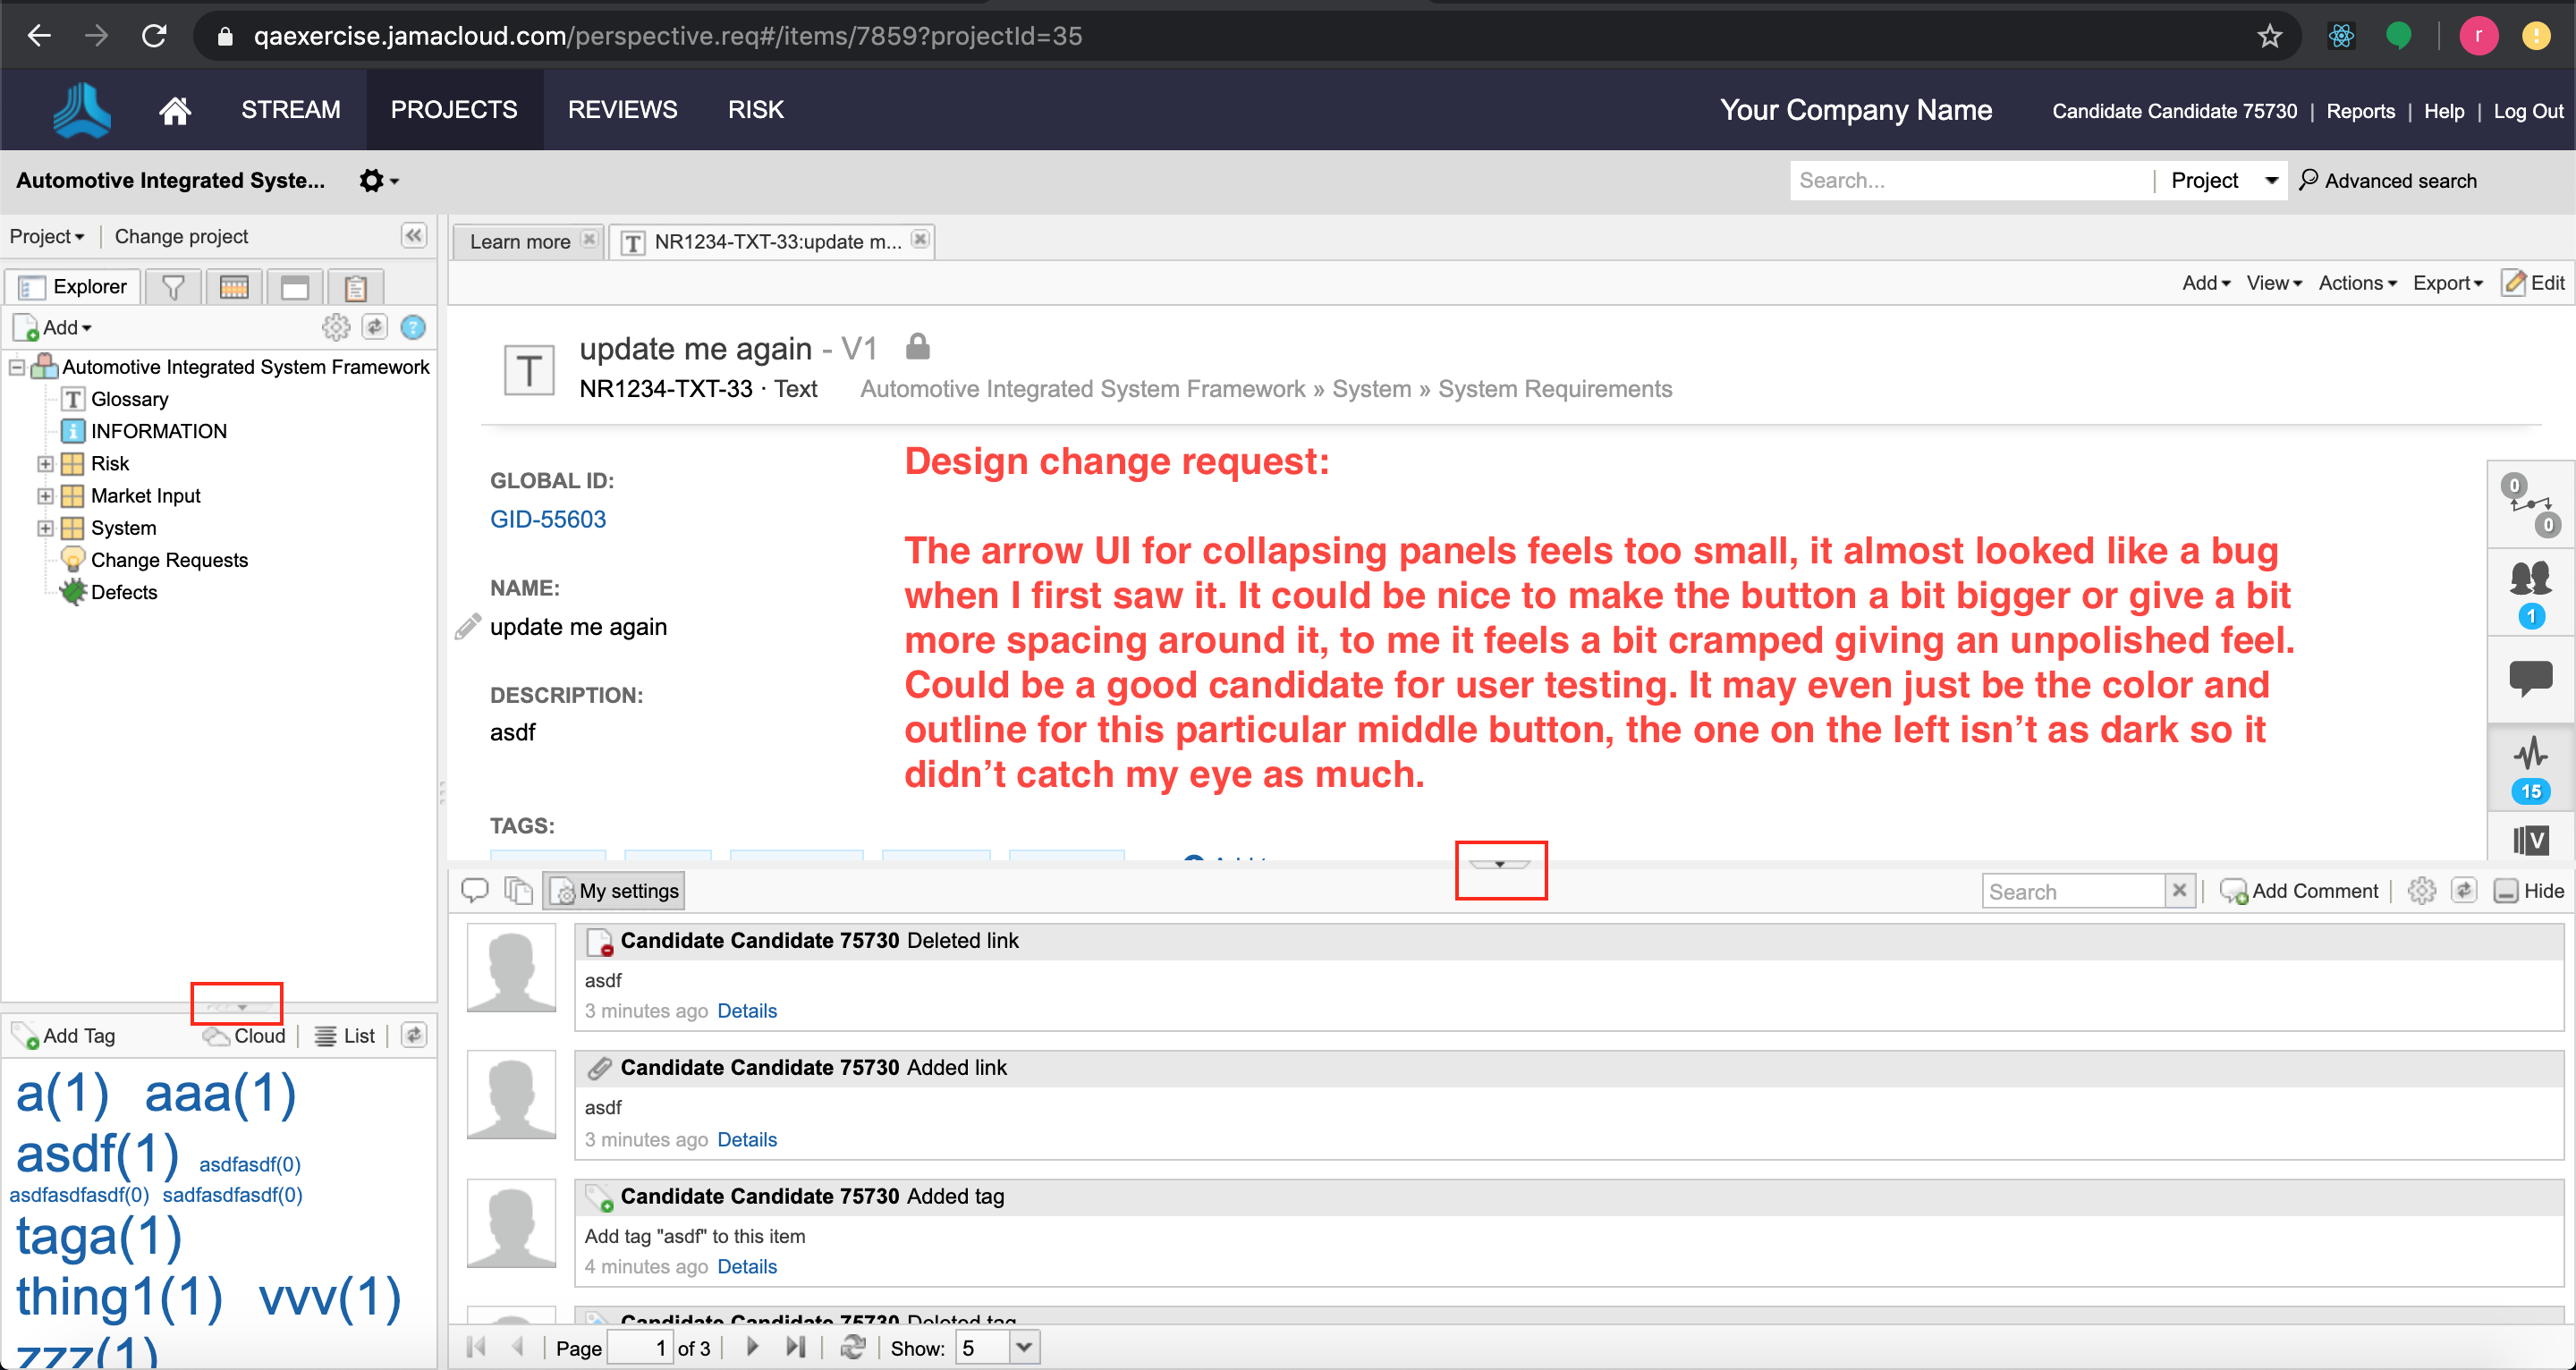 qaexercise.jamacloud.com/perspective.req#/items/7859?projectId=35
r
STREAM PROJECTS REVIEWS RISK
Your Company Name
Candidate Candidate 75730 | Reports | Help | Log Out
Automotive Integrated Syste...
Search... | Project
Advanced search
Project | Change project
Explorer
Add
Automotive Integrated System Framework
T Glossary
i INFORMATION
Risk
Market Input
System
Change Requests
Defects
Add Tag
Cloud | List
a(1) aaa(1)
asdf(1) asdfasdf(0)
asdfasdfasdf(0) sadfasdfasdf(0)
taga(1)
thing1(1) vvv(1)
zzz(1)
Learn more
T NR1234-TXT-33:update m...
Add View Actions Export Edit
T
update me again - V1
NR1234-TXT-33 · Text
Automotive Integrated System Framework » System » System Requirements
GLOBAL ID:
GID-55603
NAME:
update me again
DESCRIPTION:
asdf
TAGS:
Design change request:
The arrow UI for collapsing panels feels too small, it almost looked like a bug
when I first saw it. It could be nice to make the button a bit bigger or give a bit
more spacing around it, to me it feels a bit cramped giving an unpolished feel.
Could be a good candidate for user testing. It may even just be the color and
outline for this particular middle button, the one on the left isn’t as dark so it
didn’t catch my eye as much.
0
0
1
15
V
My settings
Search
Add Comment
Hide
Candidate Candidate 75730 Deleted link
asdf
3 minutes ago Details
Candidate Candidate 75730 Added link
asdf
3 minutes ago Details
Candidate Candidate 75730 Added tag
Add tag "asdf" to this item
4 minutes ago Details
Candidate Candidate 75730 Deleted tag
Page 1 of 3
Show: 5